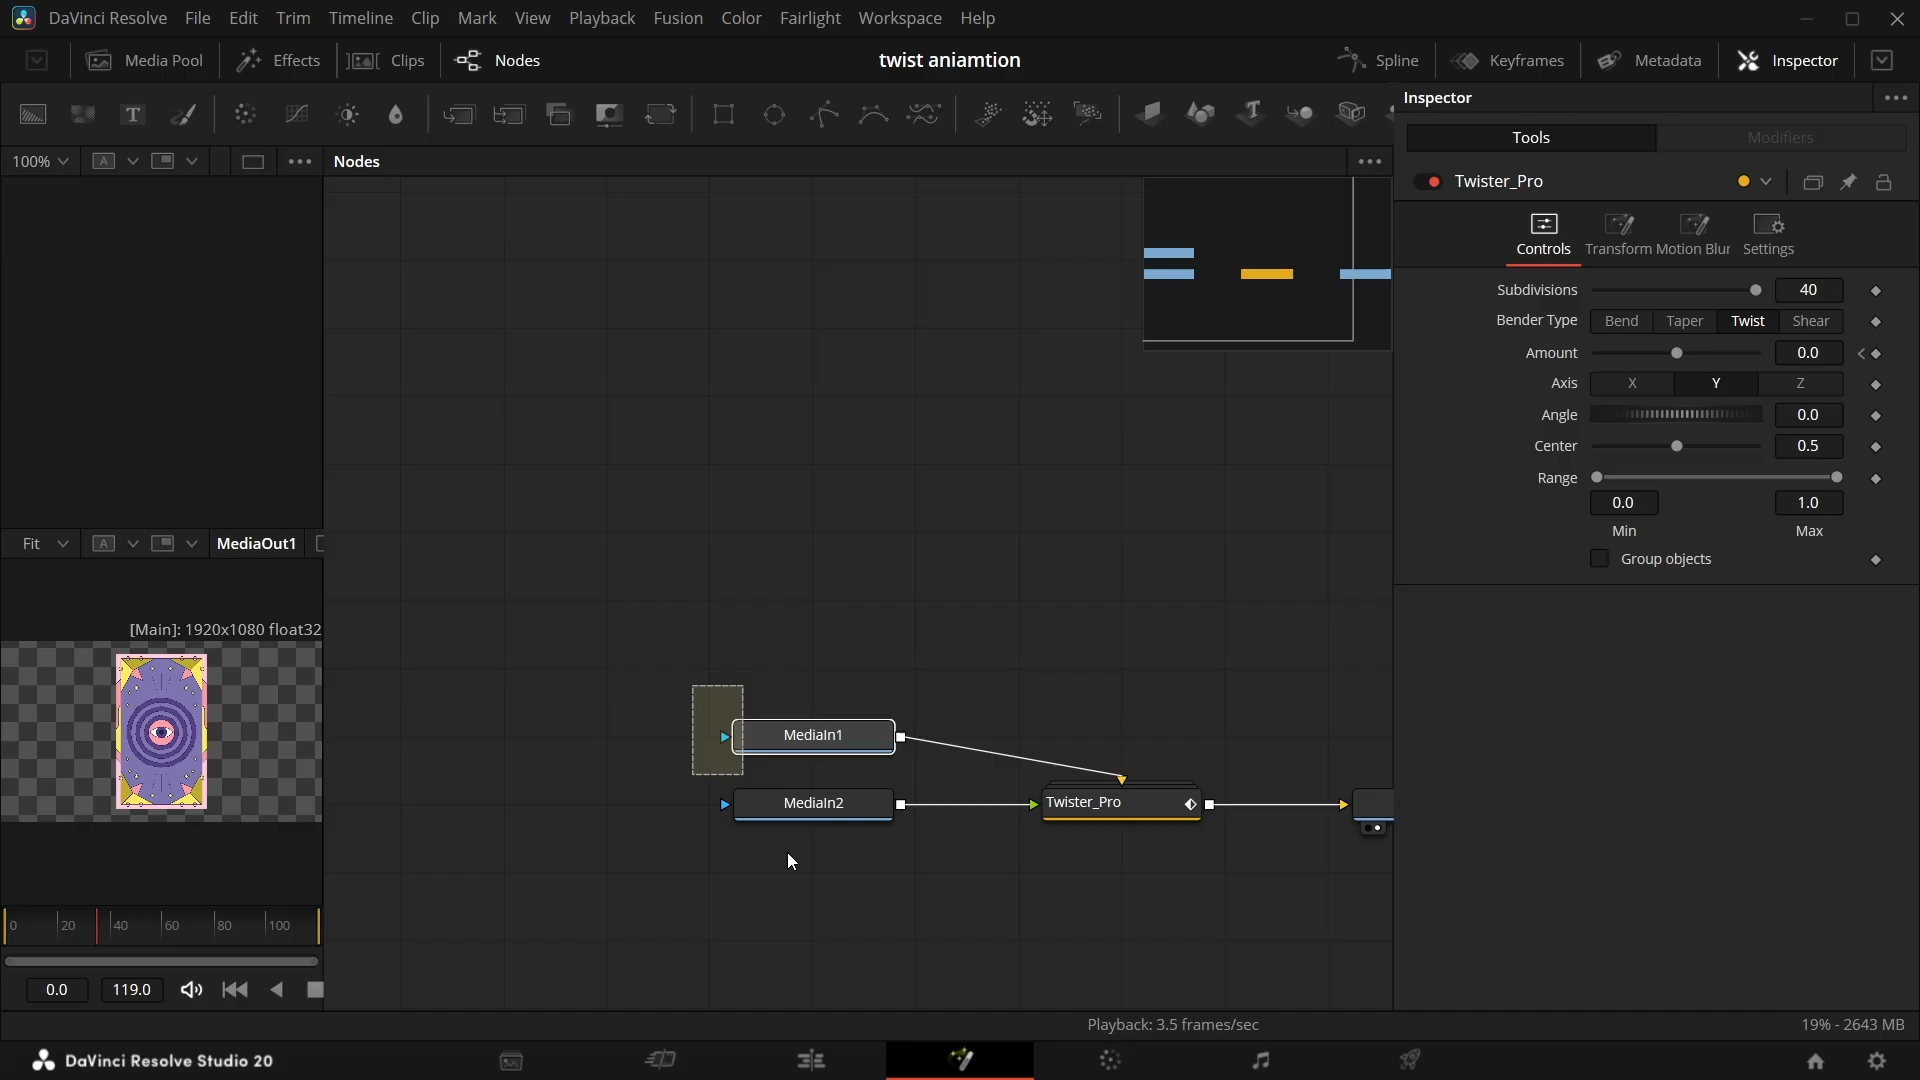 DaVinci Resolve File Edit Trim Timeline Clip Mark View Playback Fusion Color Fairlight Workspace Help
Media Pool Effects Clips Nodes twist aniamtion Spline Keyframes Metadata Inspector
T T
Inspector
Tools Modifiers
100% A Nodes
Twister_Pro
Controls Transform Motion Blur Settings
Subdivisions 40
Bender Type Bend Taper Twist Shear
Amount 0.0
Axis X Y Z
Angle 0.0
Center 0.5
Range
0.0 1.0
Min Max
Group objects
Fit A MediaOut1
[Main]: 1920x1080 float32
MediaIn1
MediaIn2 Twister_Pro
0 20 40 60 80 100
0.0 119.0
Playback: 3.5 frames/sec 19% - 2643 MB
DaVinci Resolve Studio 20